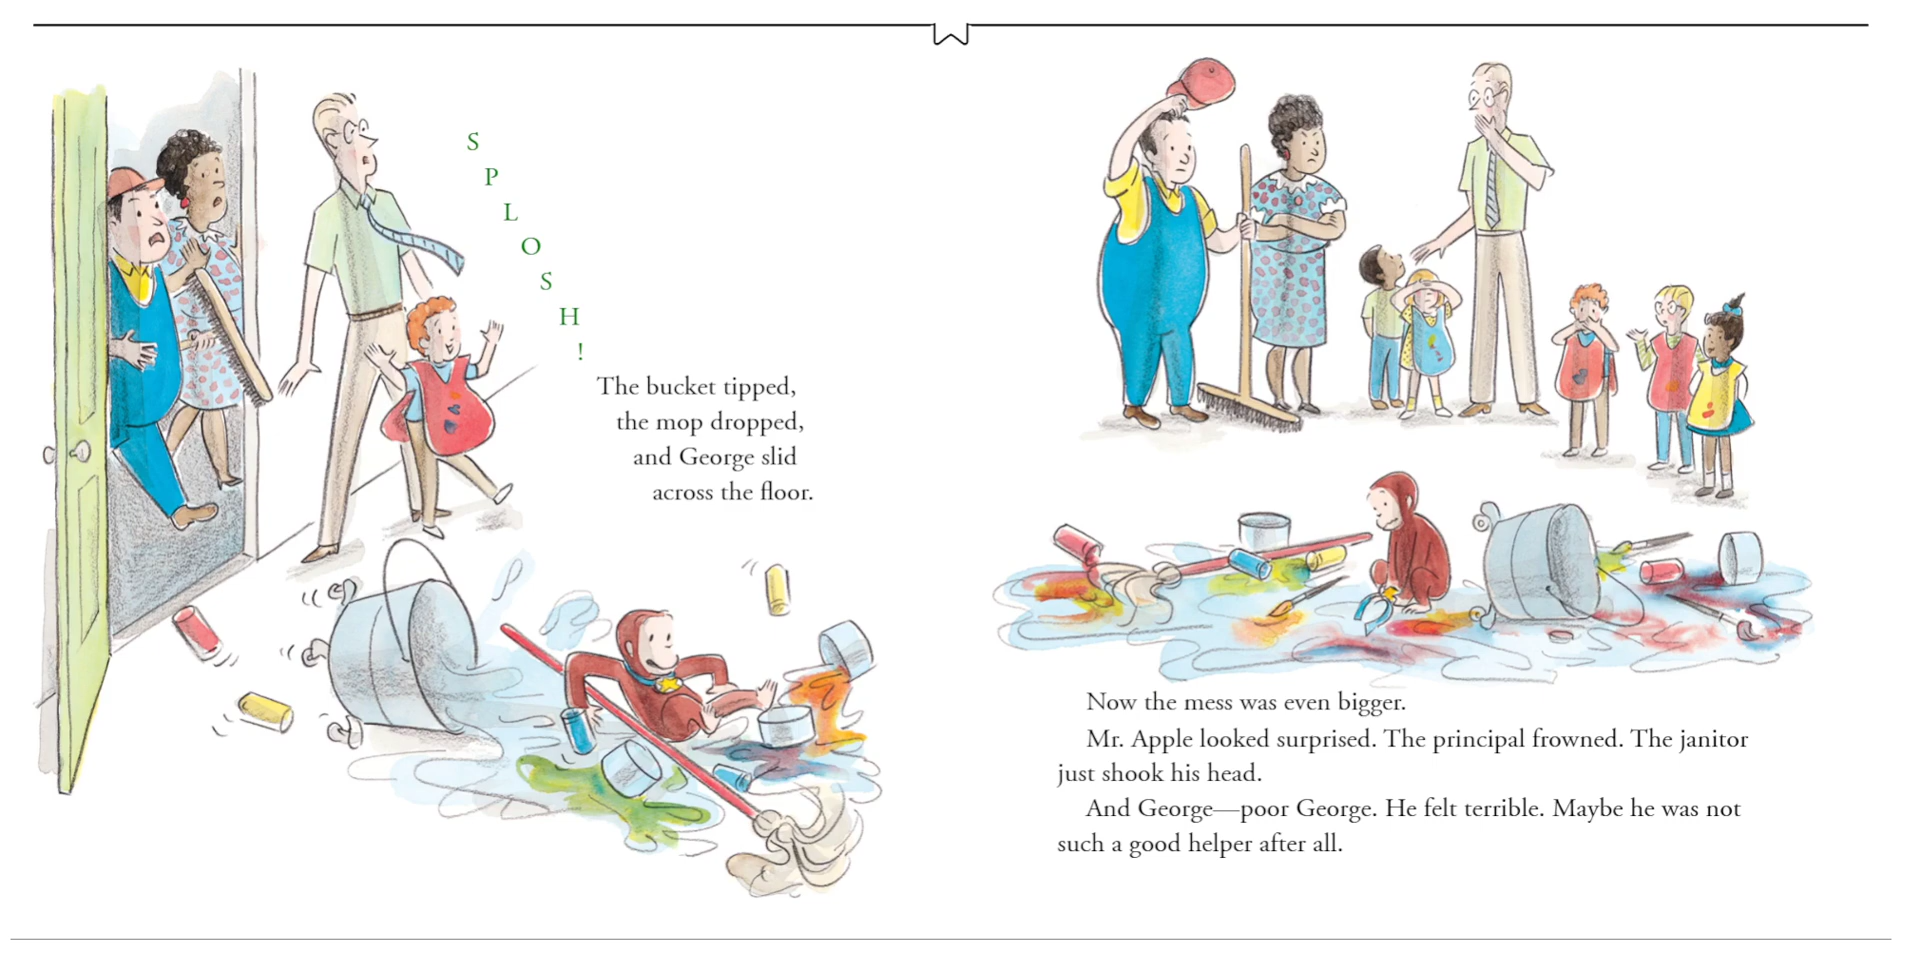 SPLOSH!
The bucket tipped,
the mop dropped,
and George slid
across the floor.
Now the mess was even bigger.
Mr. Apple looked surprised. The principal frowned. The janitor
just shook his head.
And George—poor George. He felt terrible. Maybe he was not
such a good helper after all.